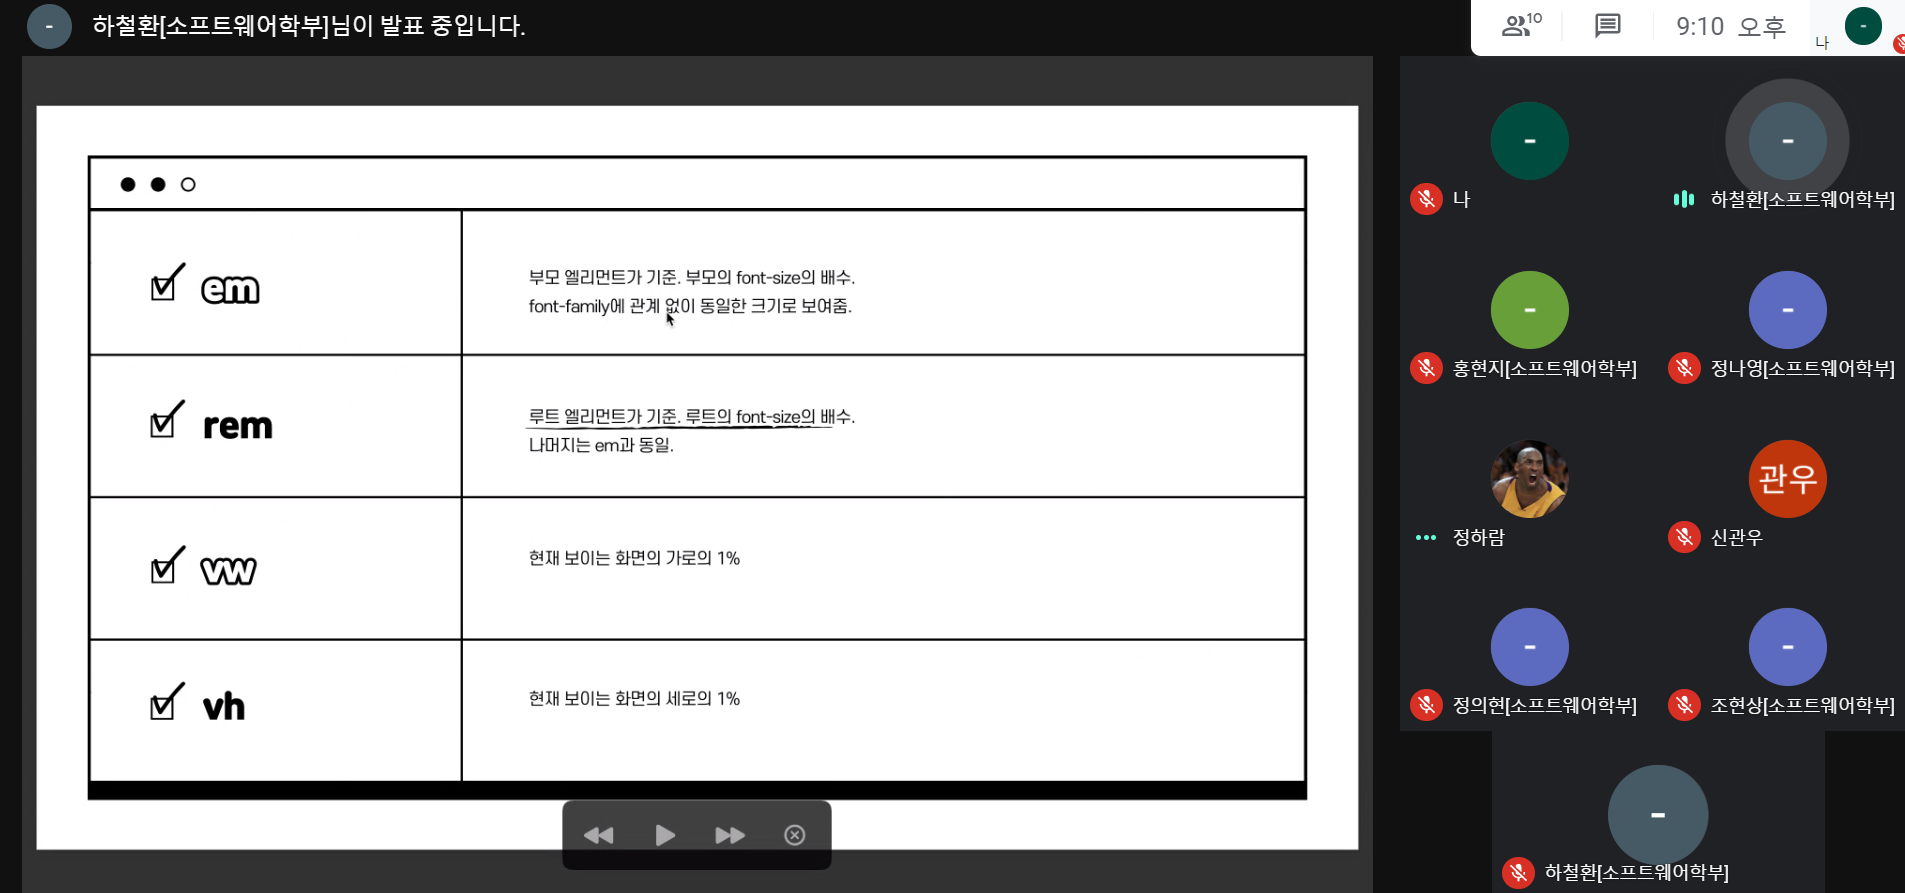 -
하철환[소프트웨어학부]님이 발표 중입니다.
10
9:10 오후
나
-
em
부모 엘리먼트가 기준. 부모의 font-size의 배수.
font-family에 관계 없이 동일한 크기로 보여줌.
rem
루트 엘리먼트가 기준. 루트의 font-size의 배수.
나머지는 em과 동일.
vw
현재 보이는 화면의 가로의 1%
vh
현재 보이는 화면의 세로의 1%
-
나
-
하철환[소프트웨어학부]
-
홍현지[소프트웨어학부]
-
정나영[소프트웨어학부]
정하람
관우
신관우
-
정의현[소프트웨어학부]
-
조현상[소프트웨어학부]
-
하철환[소프트웨어학부]